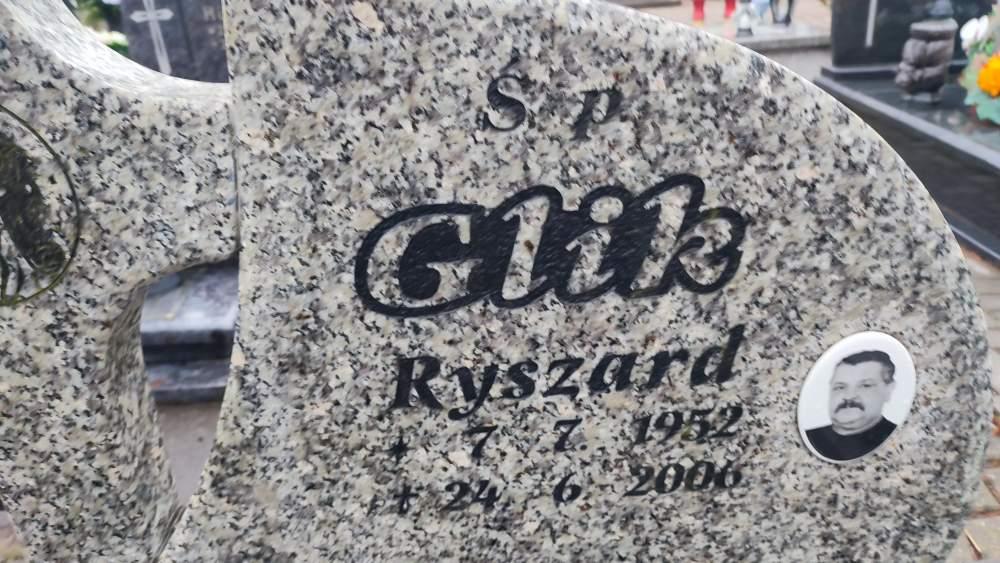 Ś p
Glik
Ryszard
* 7 7 1952
† 24 6 2006